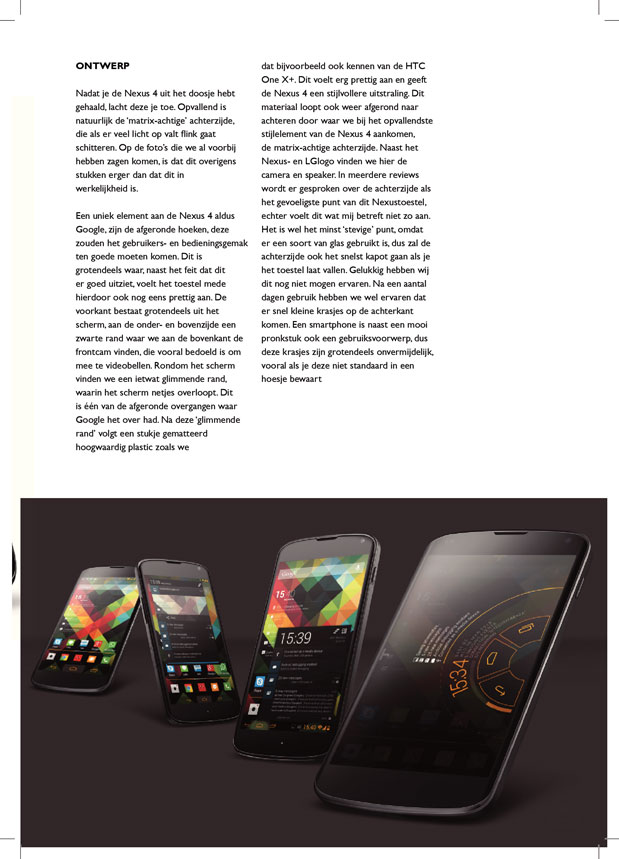 ONTWERP
Nadat je de Nexus 4 uit het doosje hebt
gehaald, lacht deze je toe. Opvallend is
natuurlijk de ‘matrix-achtige’ achterzijde,
die als er veel licht op valt flink gaat
schitteren. Op de foto’s die we al voorbij
hebben zagen komen, is dat dit overigens
stukken erger dan dat dit in
werkelijkheid is.
Een uniek element aan de Nexus 4 aldus
Google, zijn de afgeronde hoeken, deze
zouden het gebruikers- en bedieningsgemak
ten goede moeten komen. Dit is
grotendeels waar, naast het feit dat dit
er goed uitziet, voelt het toestel mede
hierdoor ook nog eens prettig aan. De
voorkant bestaat grotendeels uit het
scherm, aan de onder- en bovenzijde een
zwarte rand waar we aan de bovenkant de
frontcam vinden, die vooral bedoeld is om
mee te videobellen. Rondom het scherm
vinden we een ietwat glimmende rand,
waarin het scherm netjes overloopt. Dit
is één van de afgeronde overgangen waar
Google het over had. Na deze ‘glimmende
rand’ volgt een stukje gematteerd
hoogwaardig plastic zoals we
dat bijvoorbeeld ook kennen van de HTC
One X+. Dit voelt erg prettig aan en geeft
de Nexus 4 een stijlvollere uitstraling. Dit
materiaal loopt ook weer afgerond naar
achteren door waar we bij het opvallendste
stijlelement van de Nexus 4 aankomen,
de matrix-achtige achterzijde. Naast het
Nexus- en LGlogo vinden we hier de
camera en speaker. In meerdere reviews
wordt er gesproken over de achterzijde als
het gevoeligste punt van dit Nexustoestel,
echter voelt dit wat mij betreft niet zo aan.
Het is wel het minst ‘stevige’ punt, omdat
er een soort van glas gebruikt is, dus zal de
achterzijde ook het snelst kapot gaan als je
het toestel laat vallen. Gelukkig hebben wij
dit nog niet mogen ervaren. Na een aantal
dagen gebruik hebben we wel ervaren dat
er snel kleine krasjes op de achterkant
komen. Een smartphone is naast een mooi
pronkstuk ook een gebruiksvoorwerp, dus
deze krasjes zijn grotendeels onvermijdelijk,
vooral als je deze niet standaard in een
hoesje bewaart
15:39
15
15:39
15:34